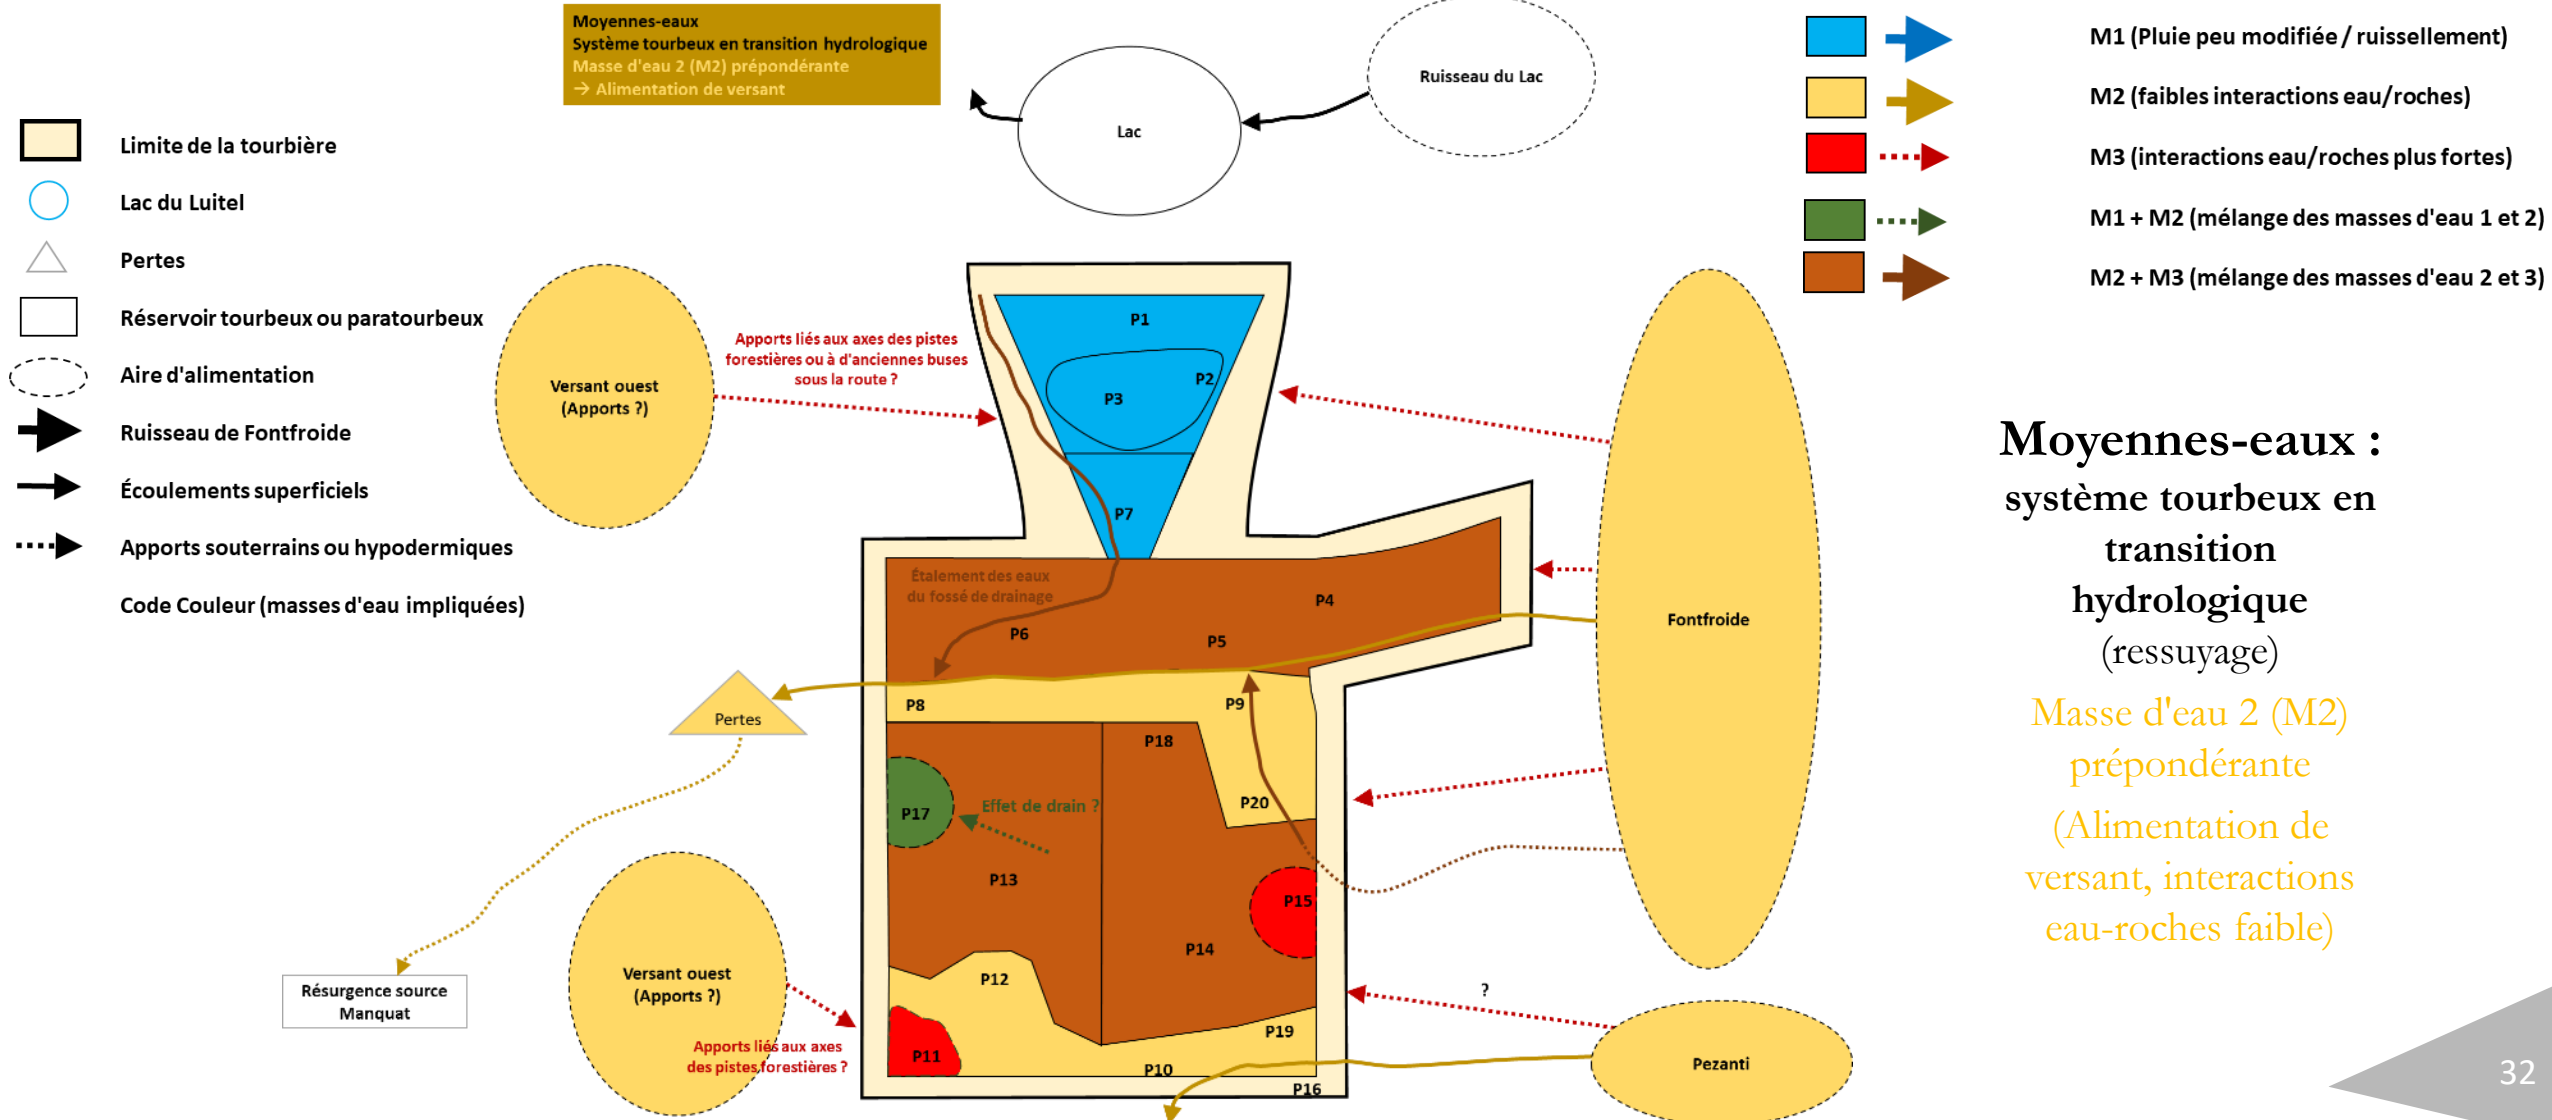 Moyennes-eaux
Système tourbeux en transition hydrologique
Masse d'eau 2 (M2) prépondérante
→ Alimentation de versant
Limite de la tourbière
Lac du Luitel
Pertes
Réservoir tourbeux ou paratourbeux
Aire d'alimentation
Ruisseau de Fontfroide
Écoulements superficiels
Apports souterrains ou hypodermiques
Code Couleur (masses d'eau impliquées)
Lac
Ruisseau du Lac
M1 (Pluie peu modifiée / ruissellement)
M2 (faibles interactions eau/roches)
M3 (interactions eau/roches plus fortes)
M1 + M2 (mélange des masses d'eau 1 et 2)
M2 + M3 (mélange des masses d'eau 2 et 3)
Versant ouest
(Apports ?)
Apports liés aux axes des pistes
forestières ou à d'anciennes buses
sous la route ?
P1
P2
P3
P7
Étalement des eaux
du fossé de drainage
P4
P6
P5
Fontfroide
P8
P9
Pertes
P18
P20
P17
Effet de drain ?
P13
P15
P14
P12
P19
P11
P10
P16
Versant ouest
(Apports ?)
Apports liés aux axes
des pistes forestières ?
Résurgence source
Manquat
?
Pezanti
Moyennes-eaux :
système tourbeux en
transition
hydrologique
(ressuyage)
Masse d'eau 2 (M2)
prépondérante
(Alimentation de
versant, interactions
eau-roches faible)
32